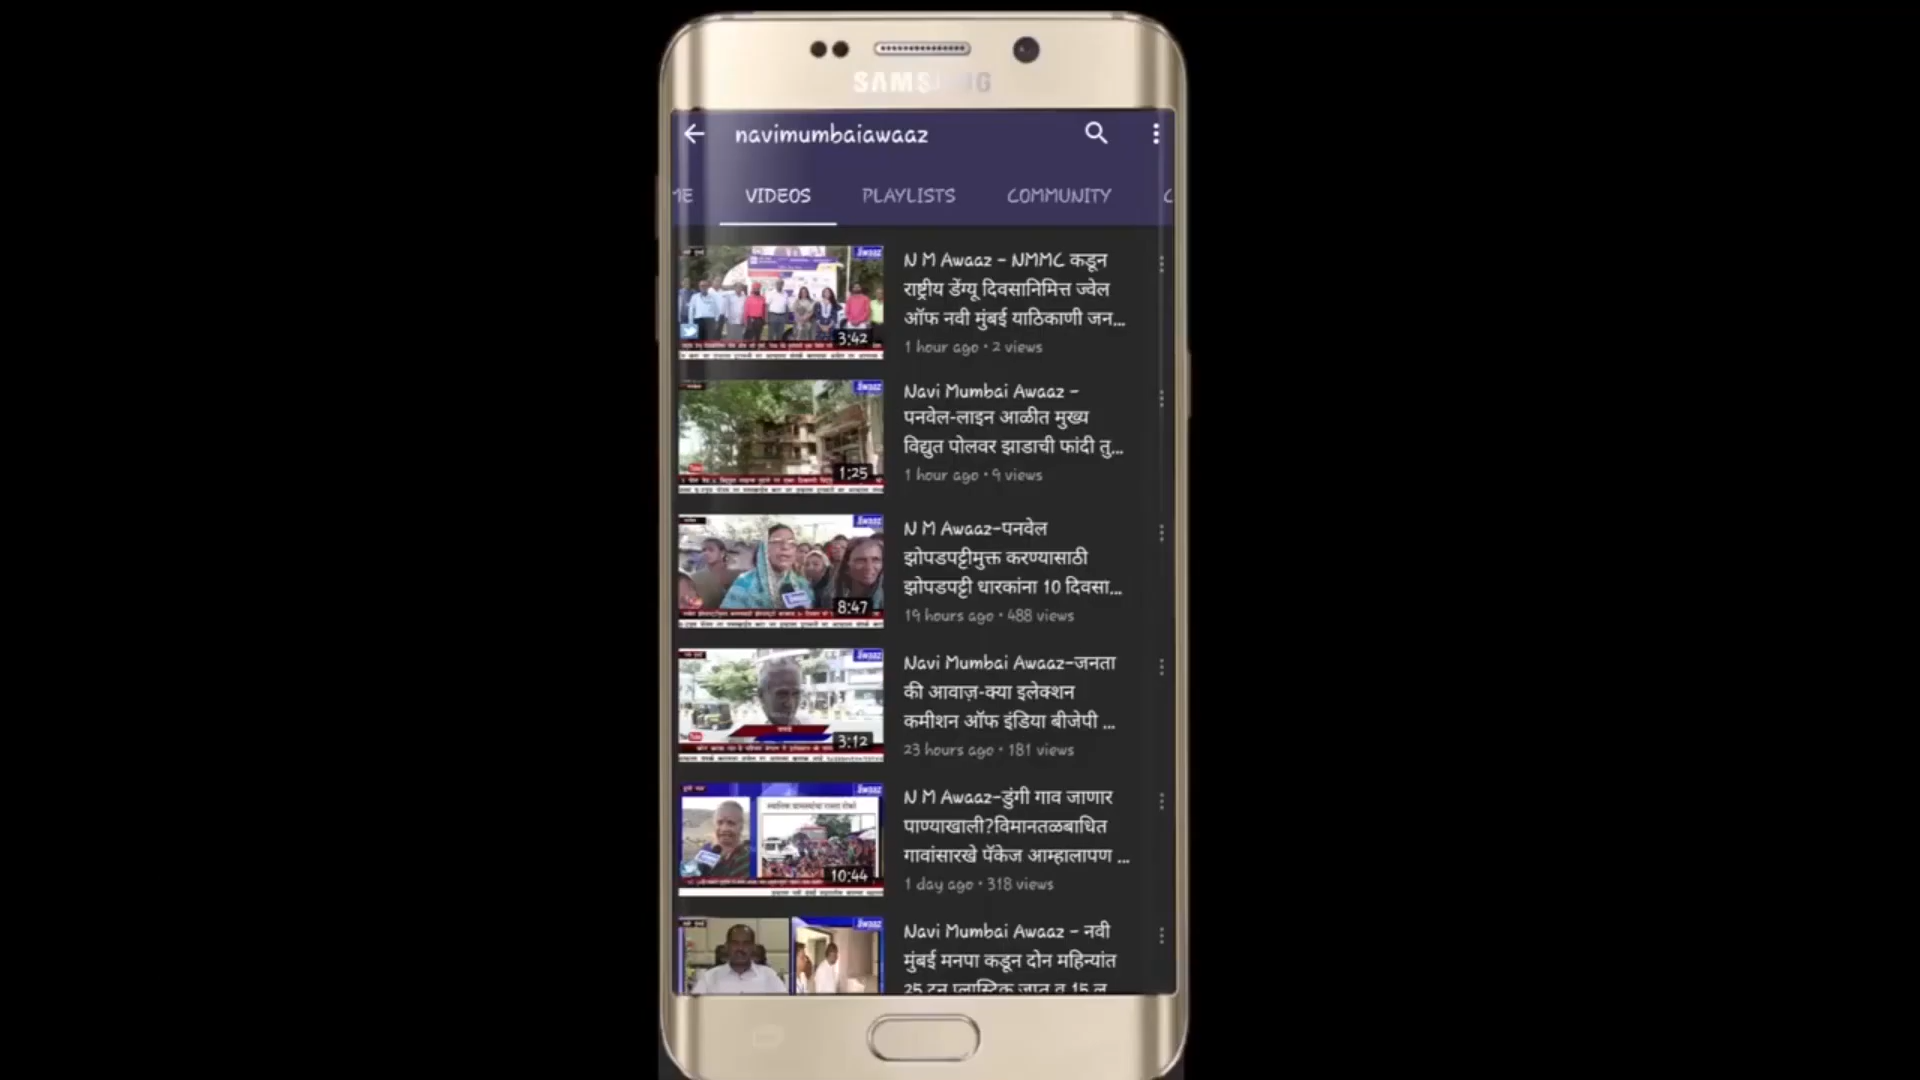 SAMSUNG
navimumbaiawaaz
VIDEOS
PLAYLISTS
COMMUNITY
N M Awaaz - NMMC कडून
राष्ट्रीय डेंग्यू दिवसानिमित्त ज्वेल
ऑफ नवी मुंबई याठिकाणी जन...
1 hour ago • 2 views
3:42
Navi Mumbai Awaaz -
पनवेल-लाइन आळीत मुख्य
विद्युत पोलवर झाडाची फांदी तु...
1 hour ago • 9 views
1:25
N M Awaaz-पनवेल
झोपडपट्टीमुक्त करण्यासाठी
झोपडपट्टी धारकांना 10 दिवसा...
19 hours ago • 488 views
8:47
Navi Mumbai Awaaz-जनता
की आवाज़-क्या इलेक्शन
कमीशन ऑफ इंडिया बीजेपी ...
23 hours ago • 181 views
3:12
N M Awaaz-डुंगी गाव जाणार
पाण्याखाली?विमानतळबाधित
गावांसारखे पॅकेज आम्हालापण ...
1 day ago • 318 views
10:44
Navi Mumbai Awaaz - नवी
मुंबई मनपा कडून दोन महिन्यांत
25 टन प्लास्टिक जप्त व 15 ल